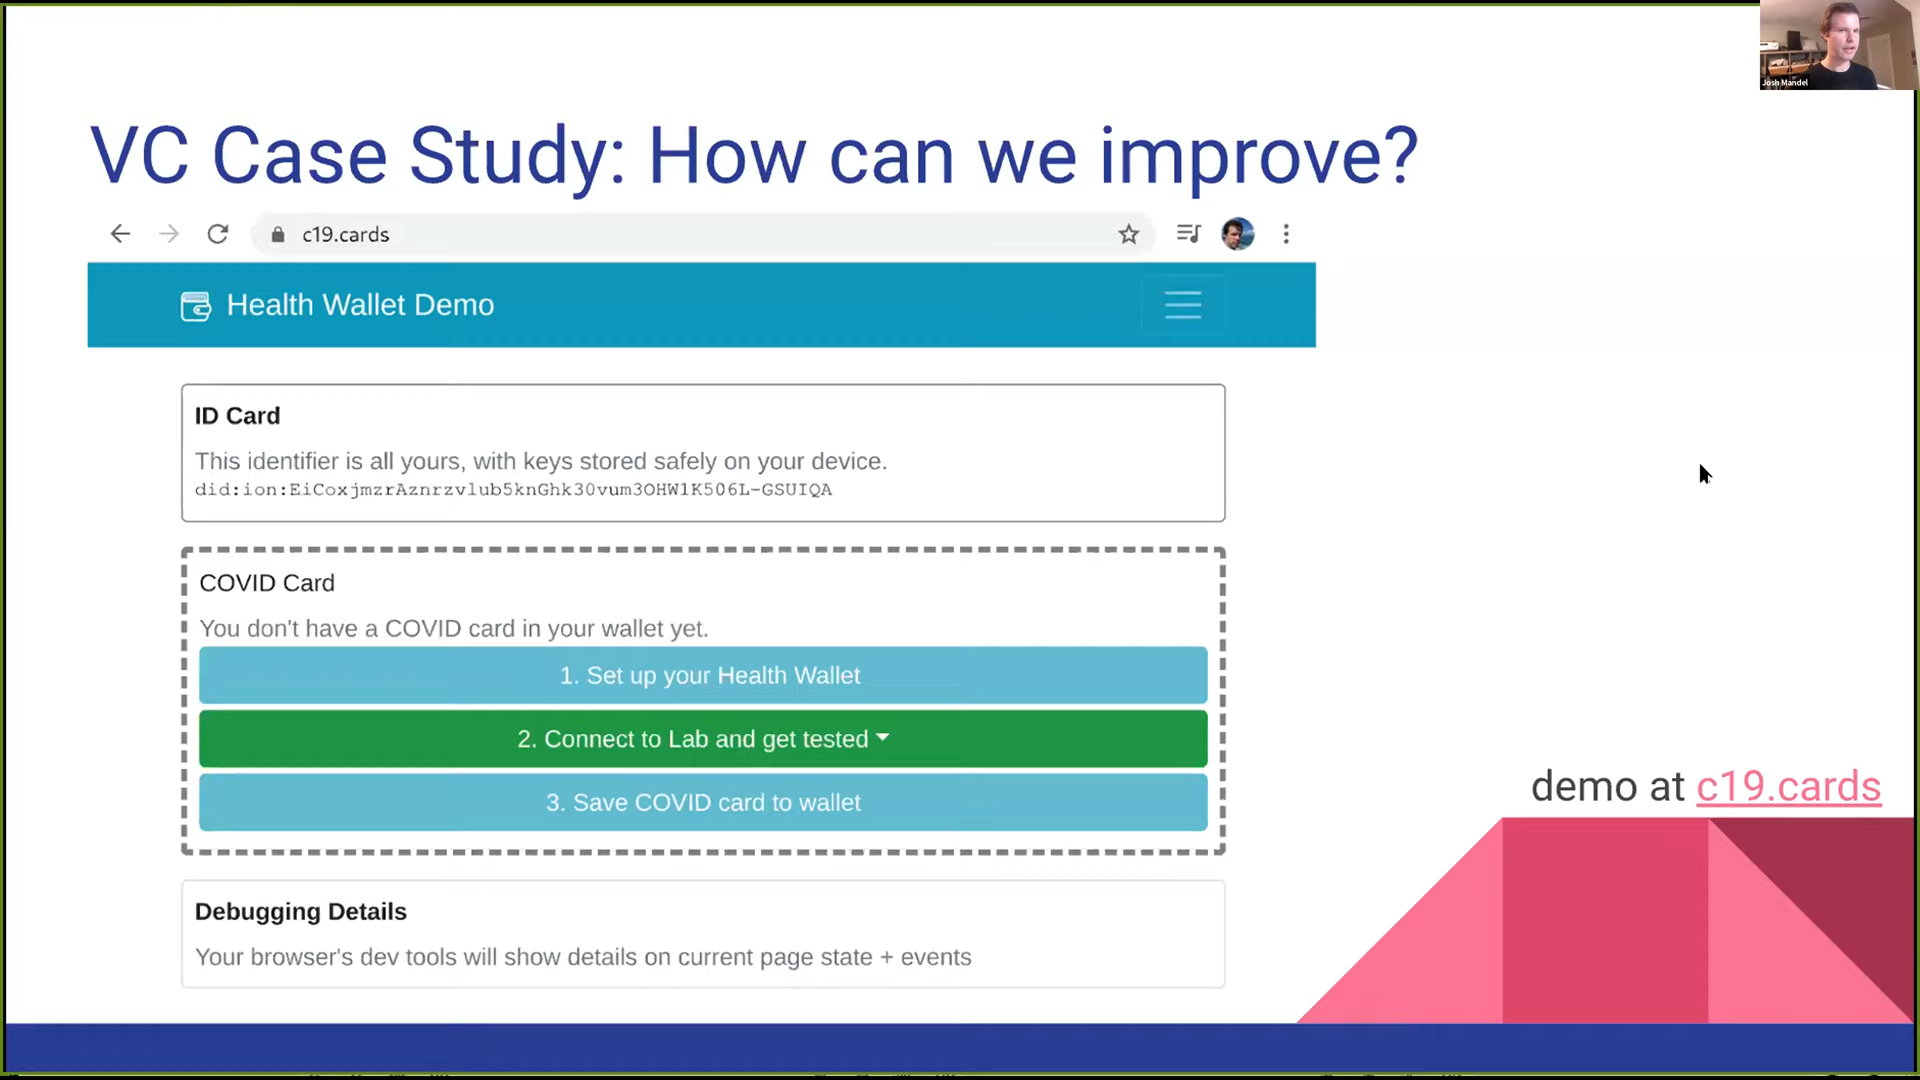 Josh Mandel
VC Case Study: How can we improve?
c19.cards
Health Wallet Demo
ID Card
This identifier is all yours, with keys stored safely on your device.
did:ion:EiCoxjmzrAznrzvlub5knGhk30vum3OHW1K506L-GSUIQA
COVID Card
You don't have a COVID card in your wallet yet.
1. Set up your Health Wallet
2. Connect to Lab and get tested
3. Save COVID card to wallet
demo at c19.cards
Debugging Details
Your browser's dev tools will show details on current page state + events